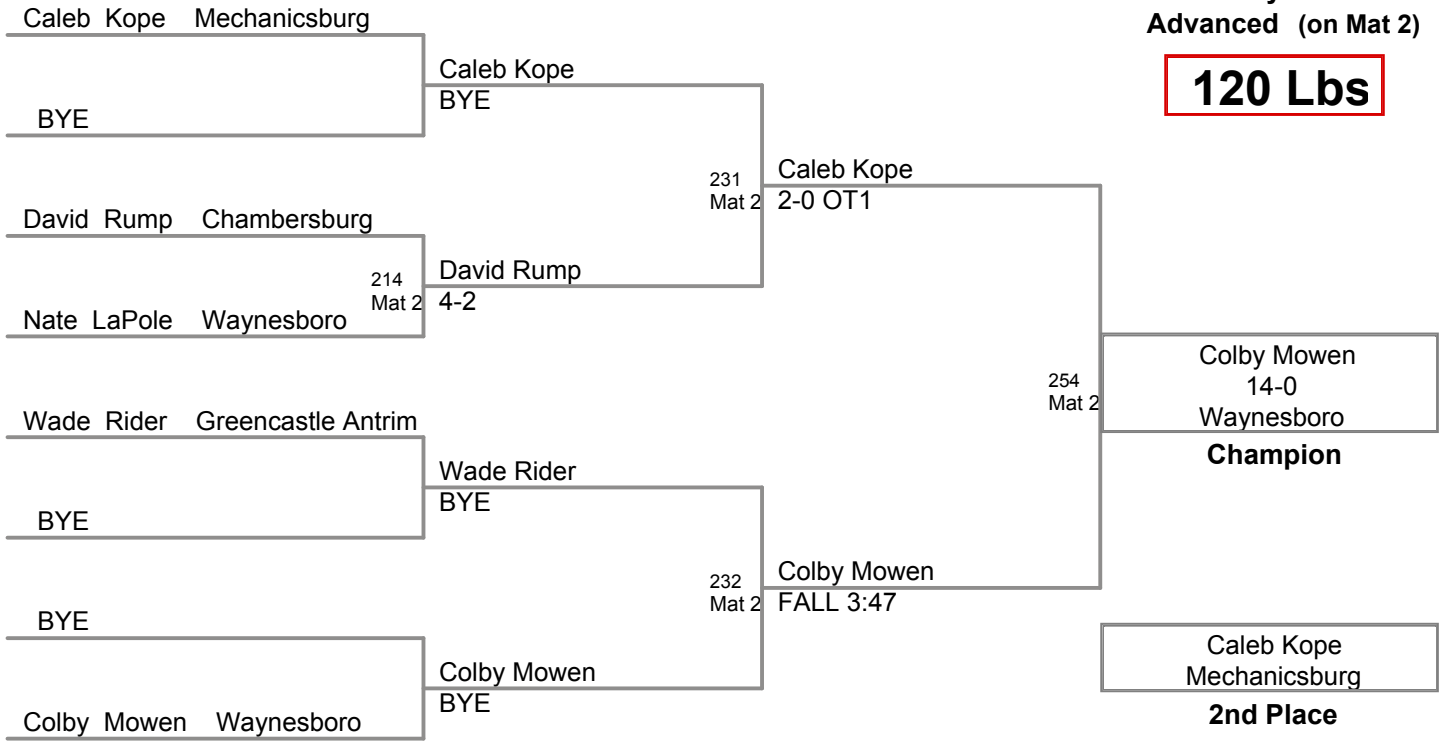 Advanced (on Mat 2)
120 Lbs
Caleb Kope Mechanicsburg
BYE
David Rump Chambersburg
Nate LaPole Waynesboro
Wade Rider Greencastle Antrim
BYE
BYE
Colby Mowen Waynesboro
Caleb Kope
BYE
214
Mat 2
David Rump
4-2
Wade Rider
BYE
Colby Mowen
BYE
231
Mat 2
Caleb Kope
2-0 OT1
232
Mat 2
Colby Mowen
FALL 3:47
254
Mat 2
Colby Mowen
14-0
Waynesboro
Champion
Caleb Kope
Mechanicsburg
2nd Place